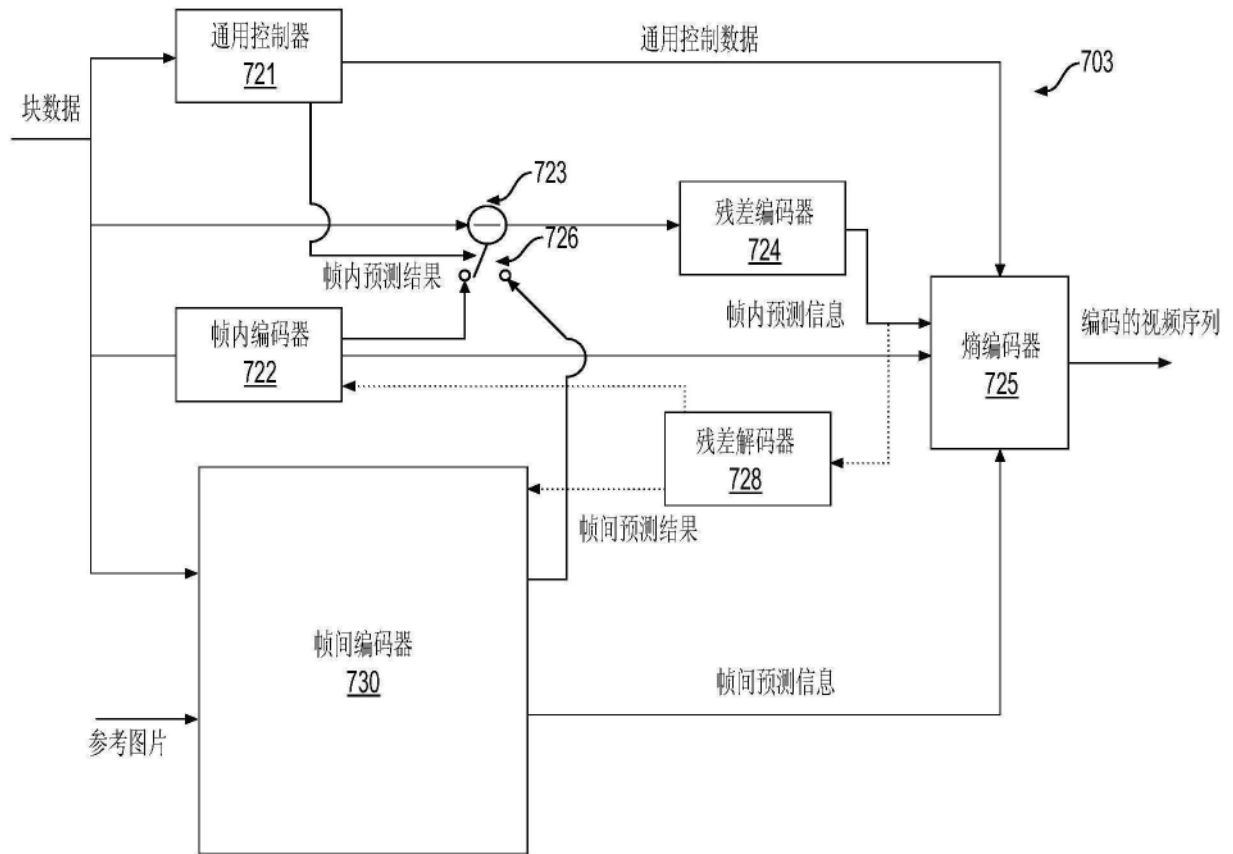 通用控制器
721
通用控制数据
703
块数据
723
残差编码器
724
726
帧内预测结果
帧内预测信息
帧内编码器
722
熵编码器
725
编码的视频序列
残差解码器
728
帧间预测结果
帧间编码器
730
帧间预测信息
参考图片